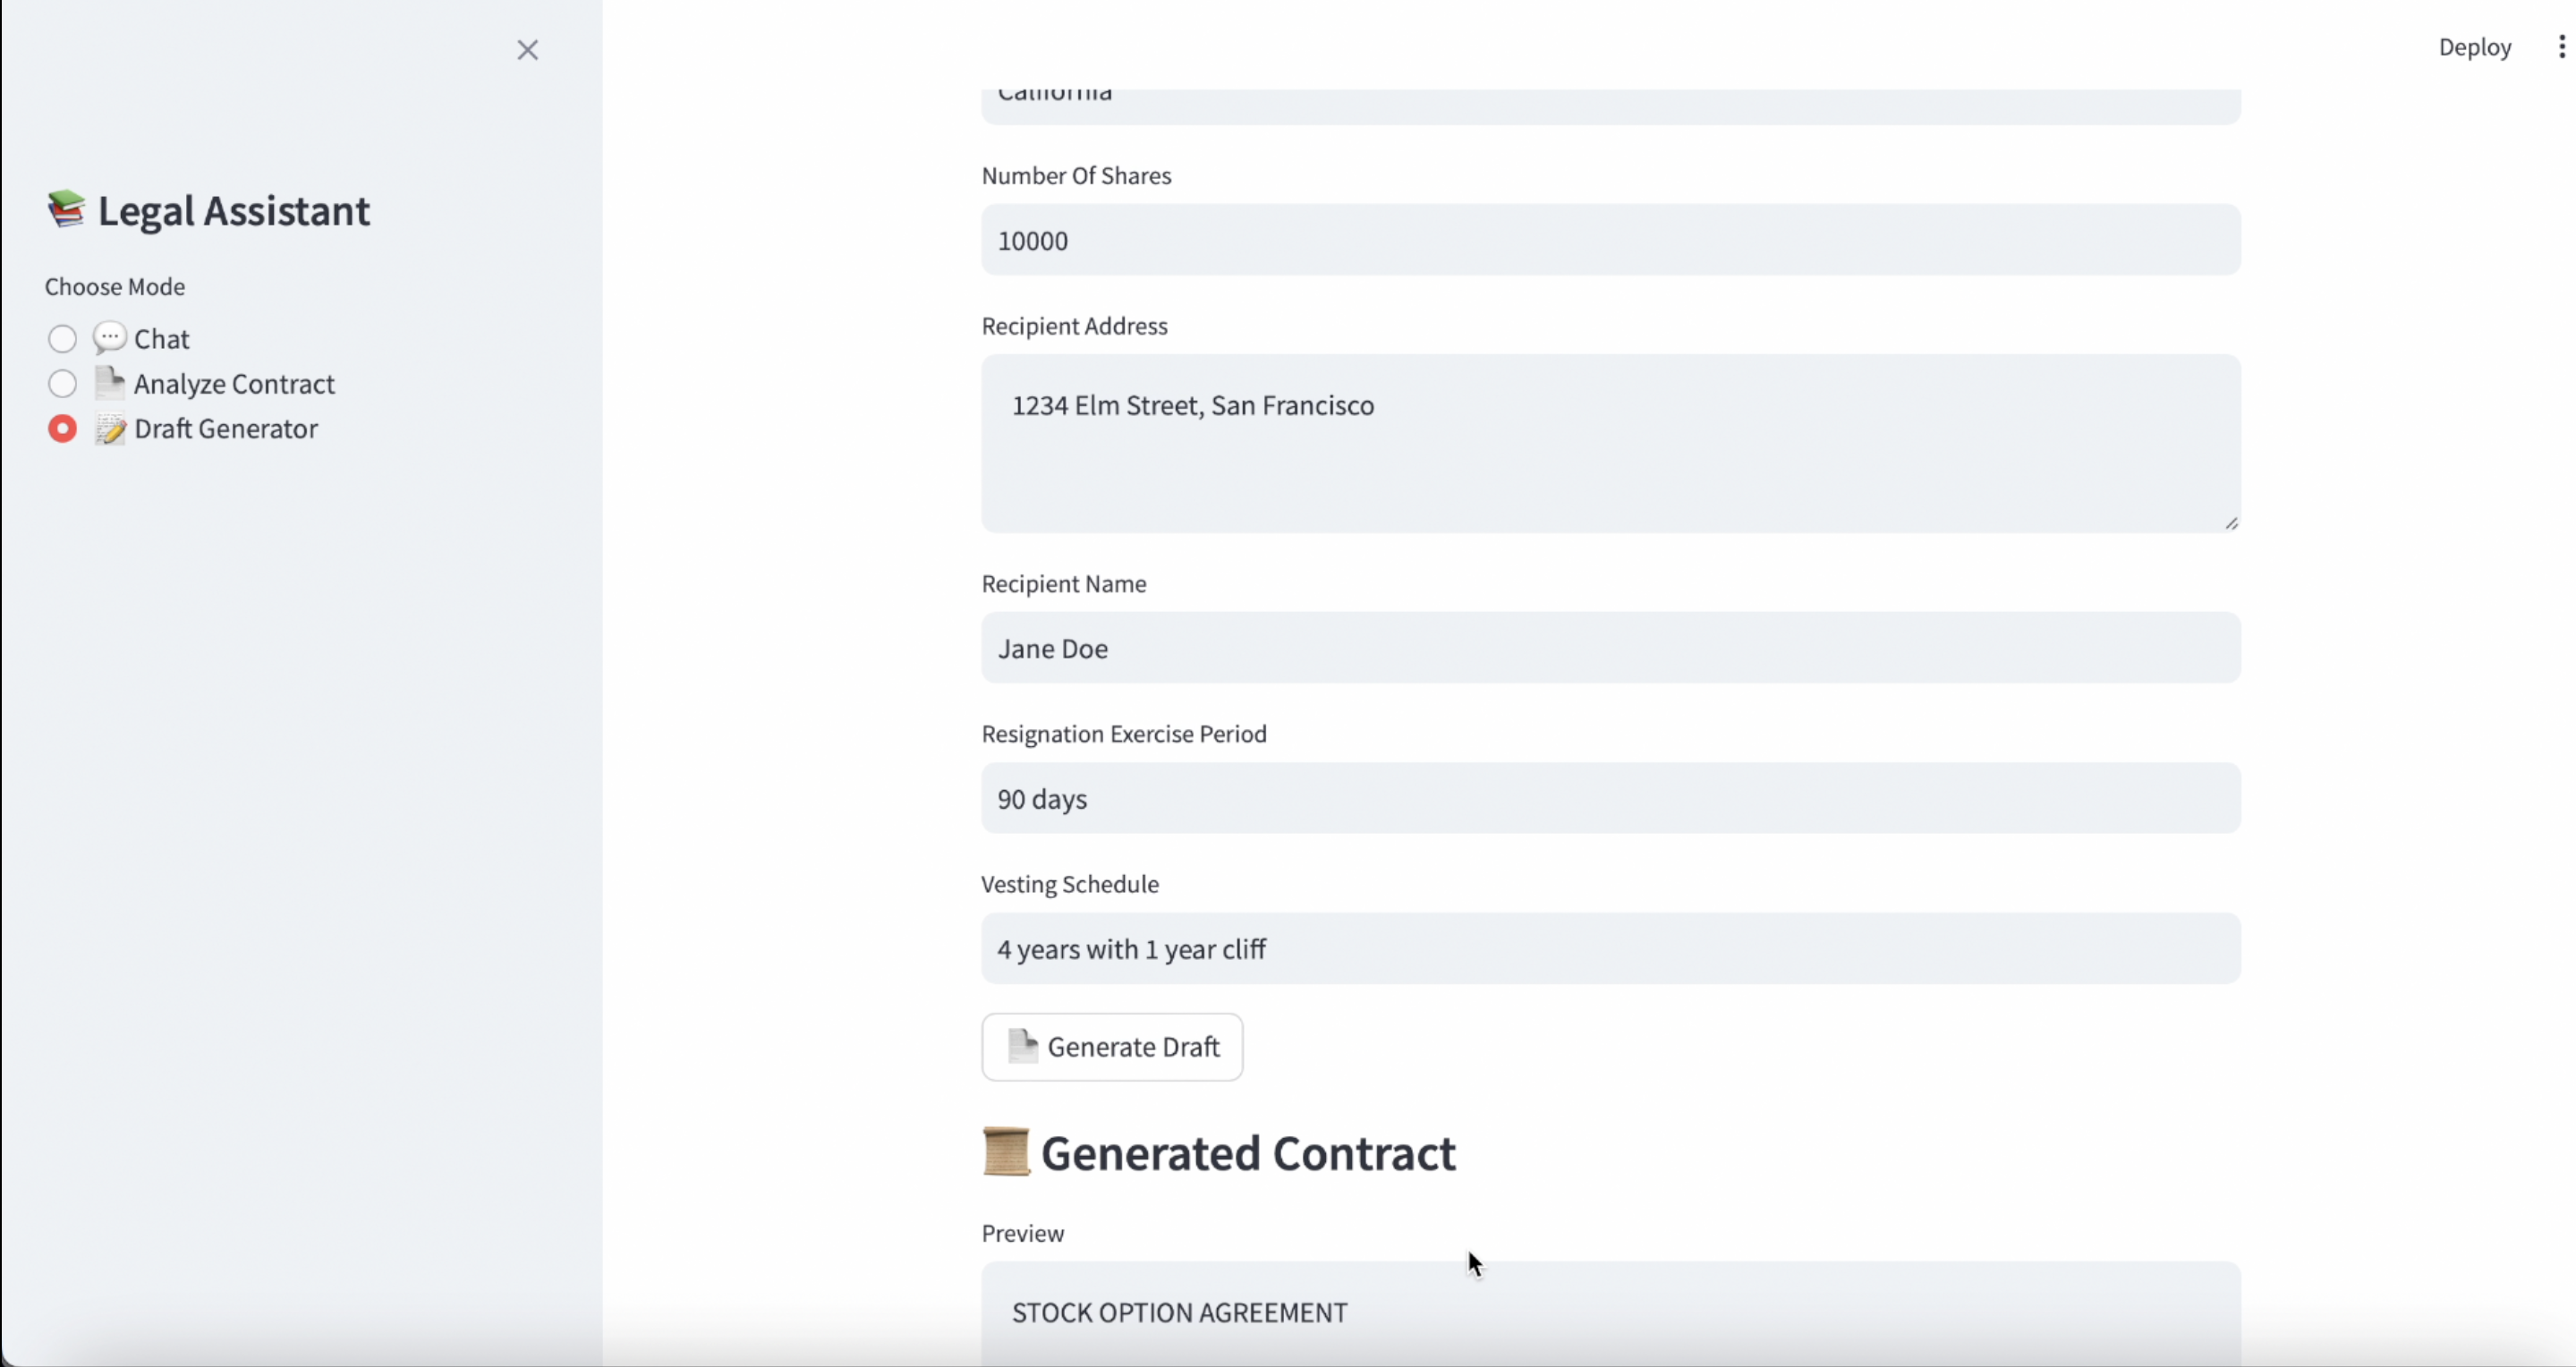 Deploy
Legal Assistant
Choose Mode
Chat
Analyze Contract
Draft Generator
California
Number Of Shares
10000
Recipient Address
1234 Elm Street, San Francisco
Recipient Name
Jane Doe
Resignation Exercise Period
90 days
Vesting Schedule
4 years with 1 year cliff
Generate Draft
Generated Contract
Preview
STOCK OPTION AGREEMENT